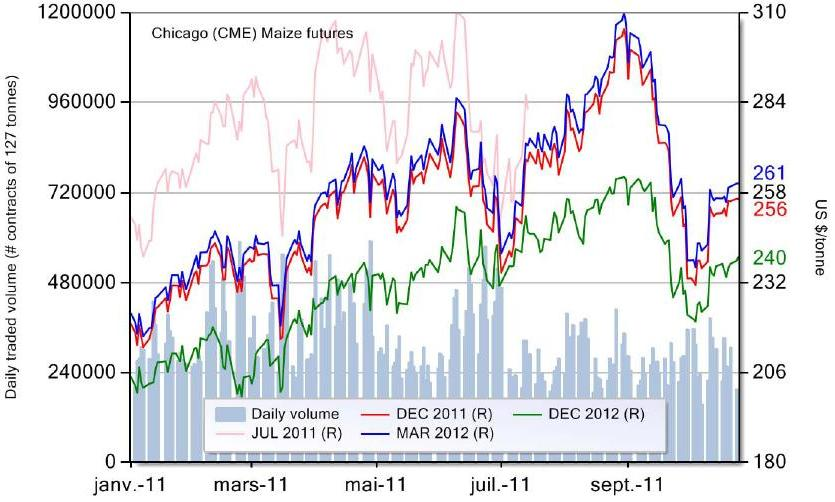 Chicago (CME) Maize futures
Daily traded volume (# contracts of 127 tonnes)
1200000
960000
720000
480000
240000
0
310
284
261
258
256
240
232
206
180
US $/tonne
Daily volume
DEC 2011 (R)
DEC 2012 (R)
JUL 2011 (R)
MAR 2012 (R)
janv.-11
mars-11
mai-11
juil.-11
sept.-11